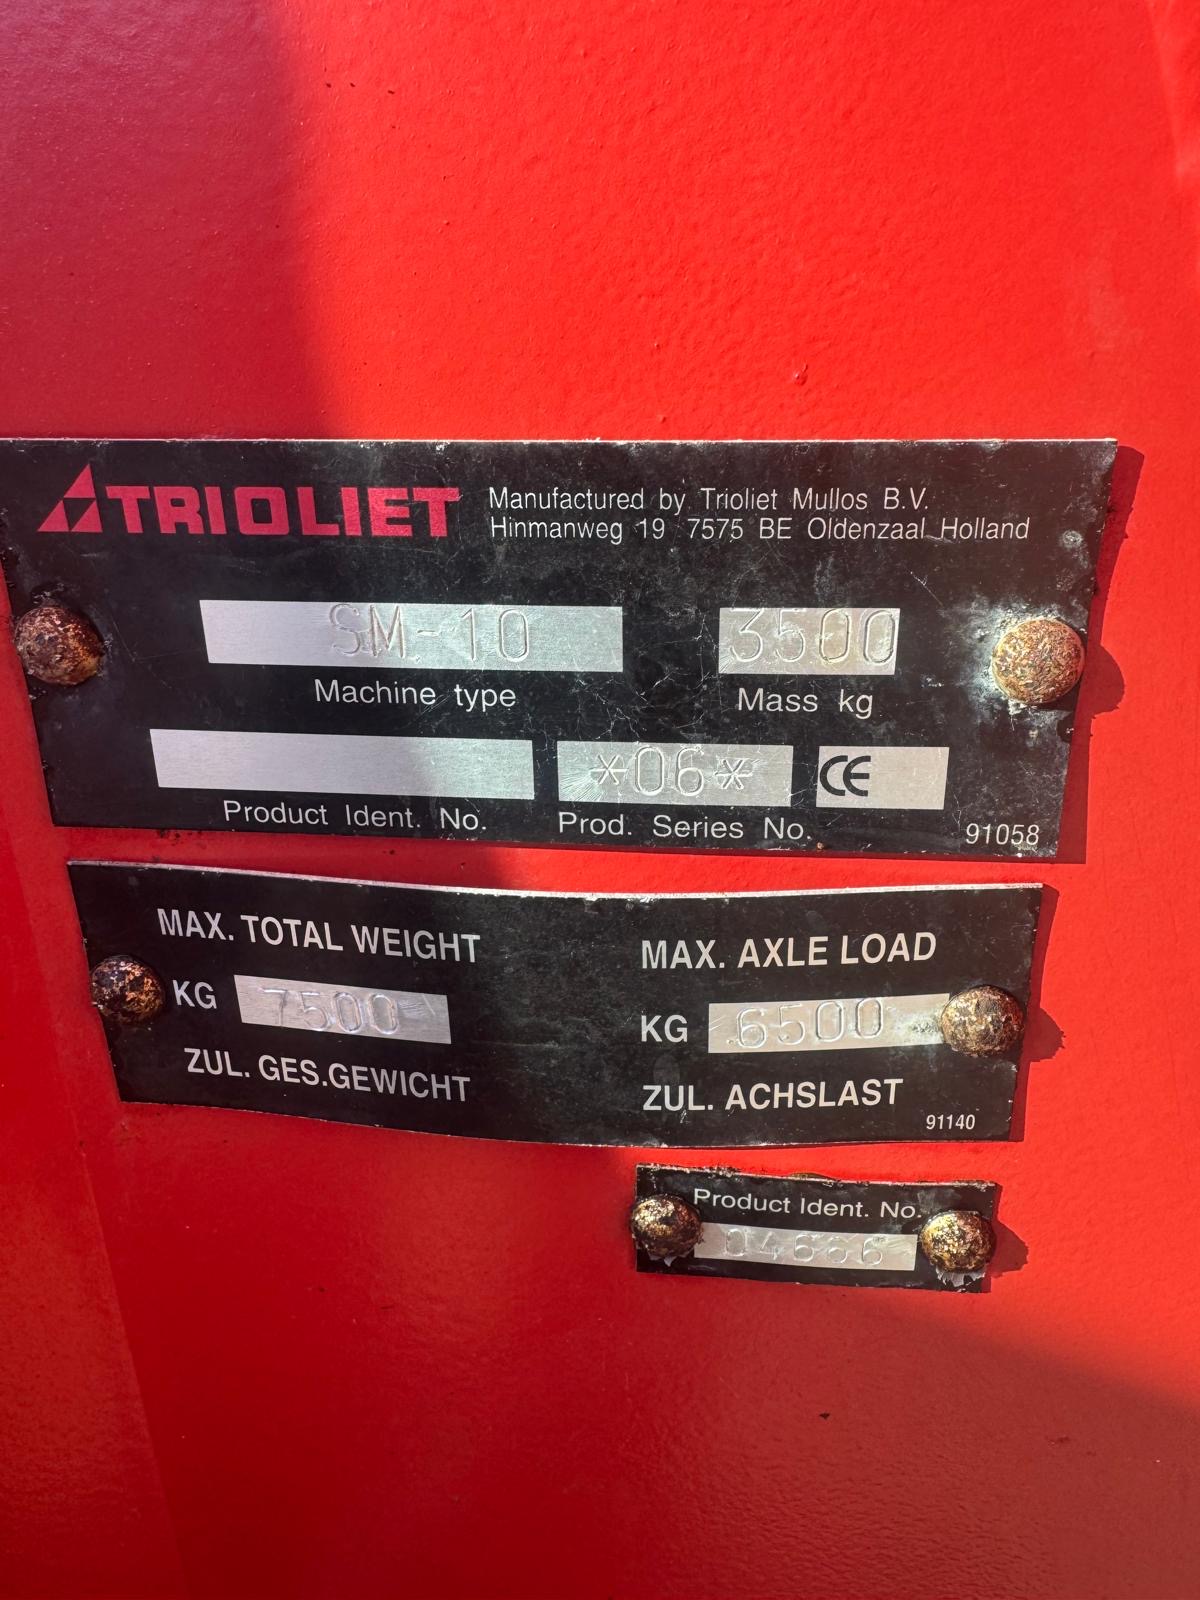 TRIOLIET
Manufactured by Trioliet Mullos B.V.
Hinmanweg 19 7575 BE Oldenzaal Holland
SM-10 3500
Machine type Mass kg
*06* CE
Product Ident. No. Prod. Series No. 91058
MAX. TOTAL WEIGHT MAX. AXLE LOAD
KG 7500 KG 6500
ZUL. GES.GEWICHT ZUL. ACHSLAST
91140
Product Ident. No.
04666